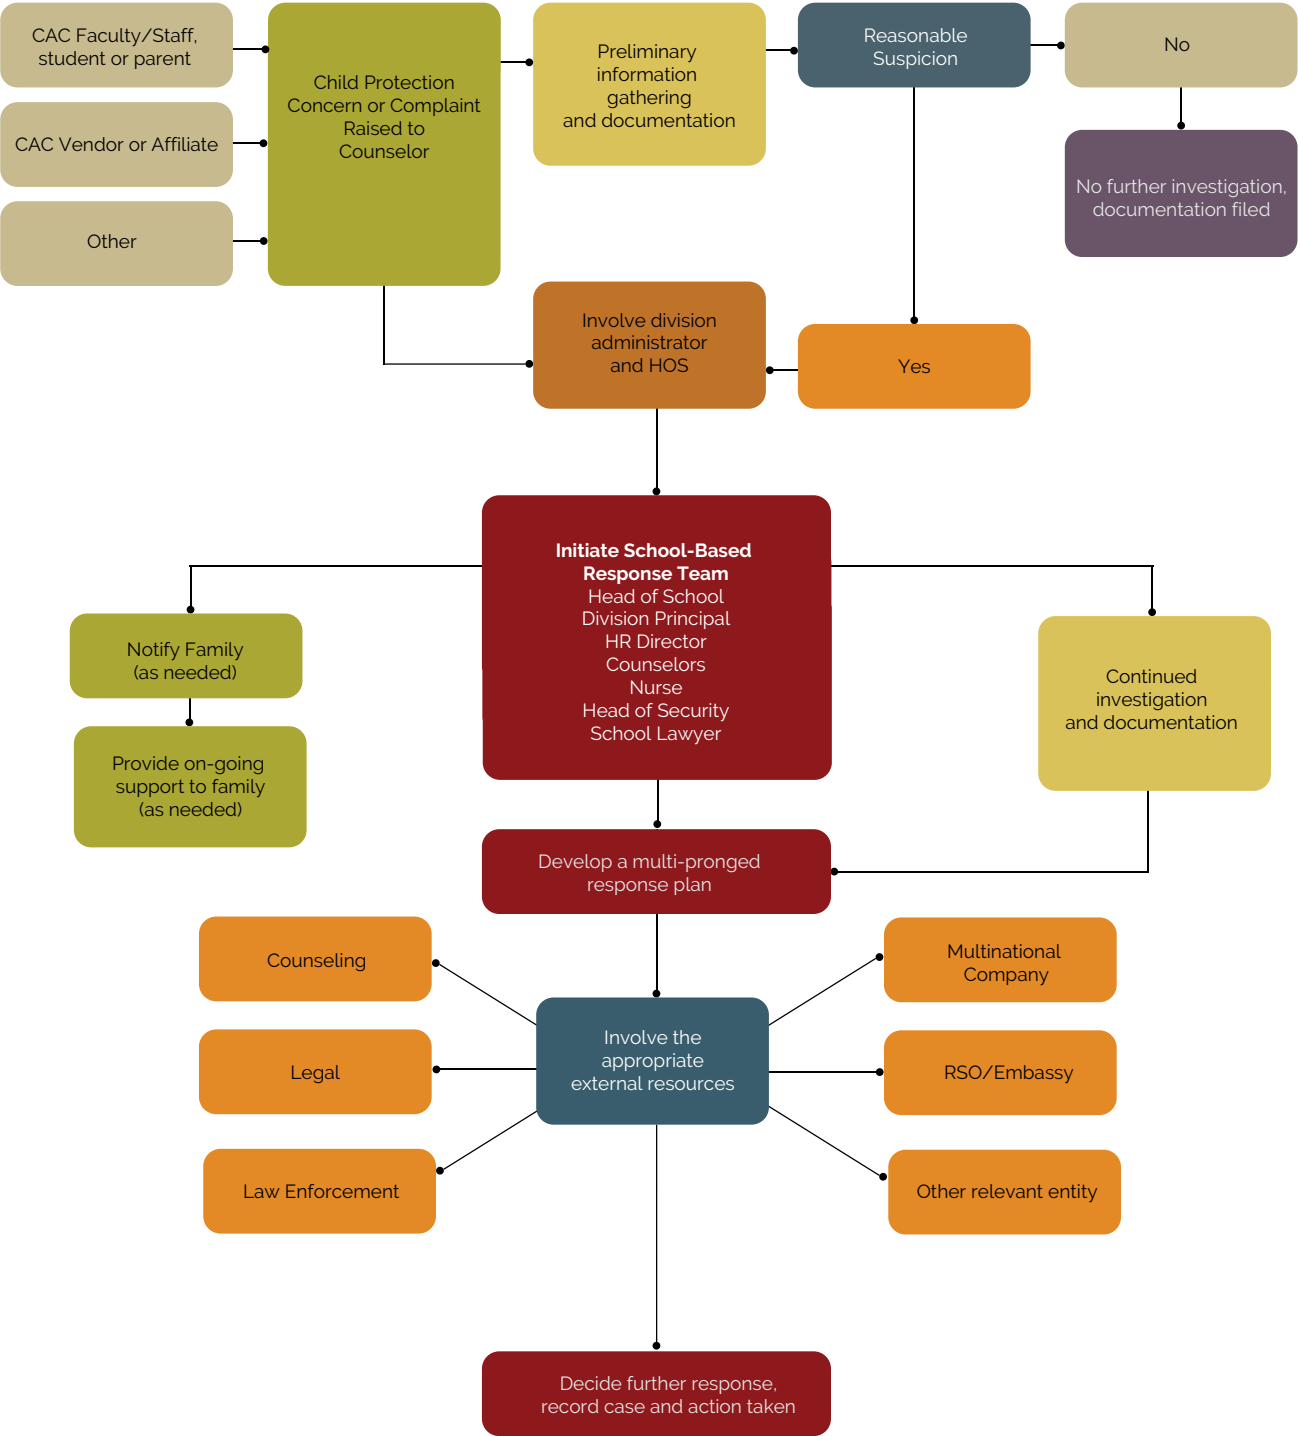 CAC Faculty/Staff,
student or parent
CAC Vendor or Affiliate
Other
Child Protection
Concern or Complaint
Raised to
Counselor
Preliminary
information
gathering
and documentation
Reasonable
Suspicion
No
No further investigation,
documentation filed
Involve division
administrator
and HOS
Yes
Initiate School-Based
Response Team
Head of School
Division Principal
HR Director
Counselors
Nurse
Head of Security
School Lawyer
Notify Family
(as needed)
Provide on-going
support to family
(as needed)
Continued
investigation
and documentation
Develop a multi-pronged
response plan
Counseling
Legal
Law Enforcement
Involve the
appropriate
external resources
Multinational
Company
RSO/Embassy
Other relevant entity
Decide further response,
record case and action taken